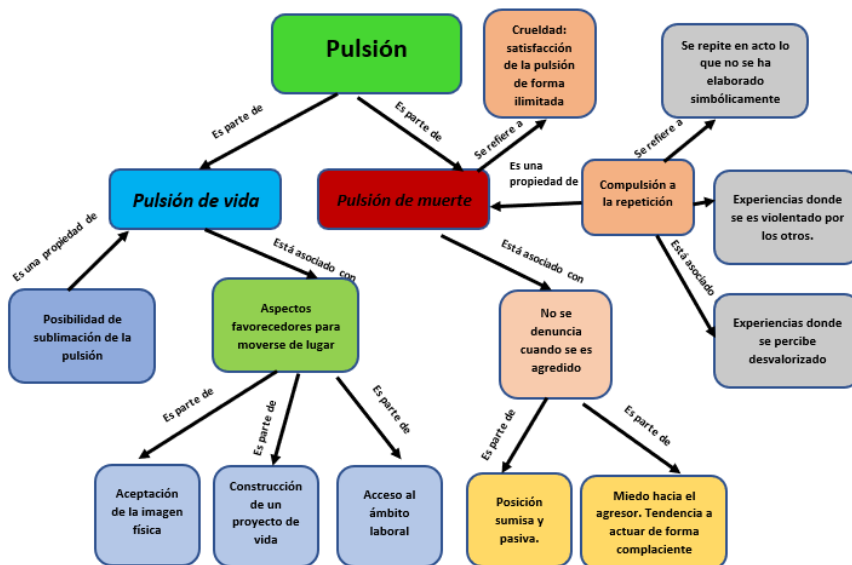 Pulsión
Crueldad:
satisfacción
de la pulsión
de forma
ilimitada
Se repite en acto lo
que no se ha
elaborado
simbólicamente
Es parte de
Es parte de
Se refiere a
Se refiere a
Pulsión de vida
Pulsión de muerte
Es una
propiedad de
Compulsión a
la repetición
Experiencias donde
se es violentado por
los otros.
Es una propiedad de
Está asociado con
Está asociado con
Está asociado
Posibilidad de
sublimación de la
pulsión
Aspectos
favorecedores para
moverse de lugar
No se
denuncia
cuando se es
agredido
Experiencias donde
se percibe
desvalorizado
Es parte de
Es parte de
Es parte de
Es parte de
Es parte de
Aceptación
de la imagen
física
Construcción
de un
proyecto de
vida
Acceso al
ámbito
laboral
Posición
sumisa y
pasiva.
Miedo hacia el
agresor. Tendencia a
actuar de forma
complaciente